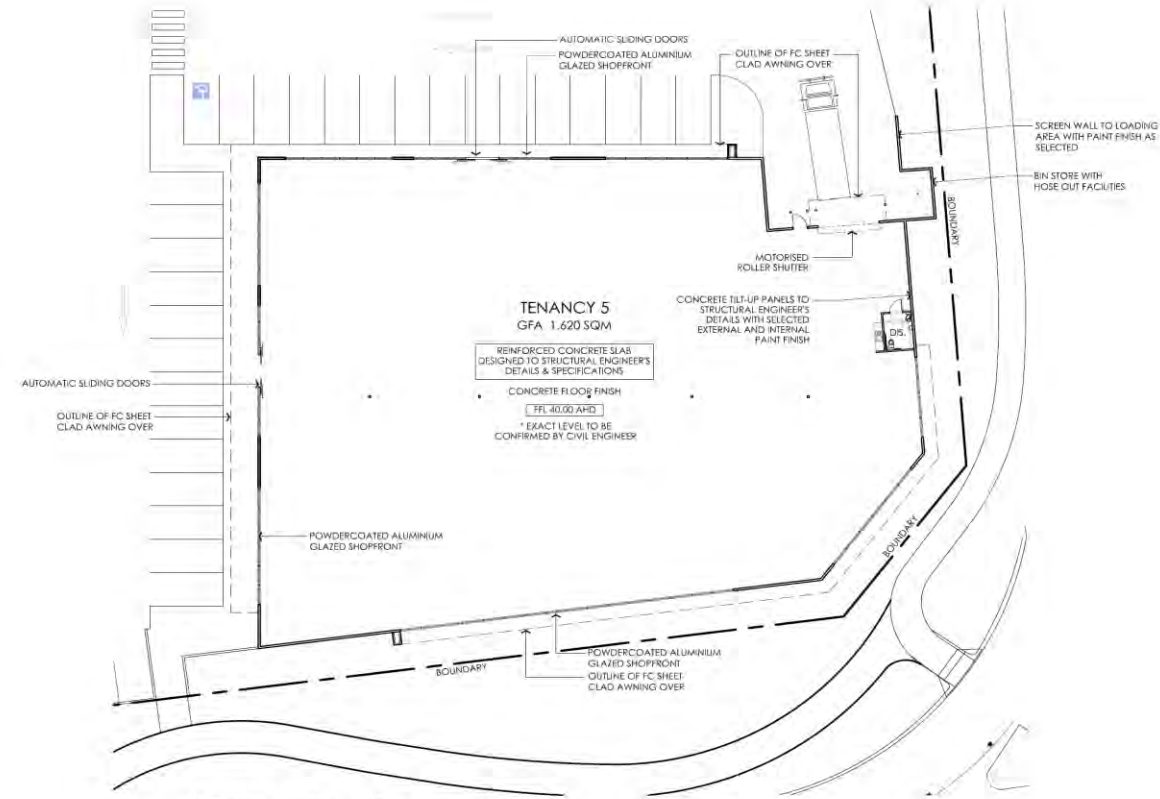 AUTOMATIC SLIDING DOORS
POWDERCOATED ALUMINIUM
GLAZED SHOPFRONT
OUTLINE OF FC SHEET
CLAD AWNING OVER
SCREEN WALL TO LOADING
AREA WITH PAINT FINISH AS
SELECTED
BIN STORE WITH
HOSE OUT FACILITIES
BOUNDARY
MOTORISED
ROLLER SHUTTER
CONCRETE TILT-UP PANELS TO
STRUCTURAL ENGINEER'S
DETAILS WITH SELECTED
EXTERNAL AND INTERNAL
PAINT FINISH
DIS.
TENANCY 5
GFA 1.620 SQM
REINFORCED CONCRETE SLAB
DESIGNED TO STRUCTURAL ENGINEER'S
DETAILS & SPECIFICATIONS
CONCRETE FLOOR FINISH
FFL 40.00 AHD
* EXACT LEVEL TO BE
CONFIRMED BY CIVIL ENGINEER
AUTOMATIC SLIDING DOORS
OUTLINE OF FC SHEET
CLAD AWNING OVER
POWDERCOATED ALUMINIUM
GLAZED SHOPFRONT
BOUNDARY
POWDERCOATED ALUMINIUM
GLAZED SHOPFRONT
OUTLINE OF FC SHEET
CLAD AWNING OVER
BOUNDARY